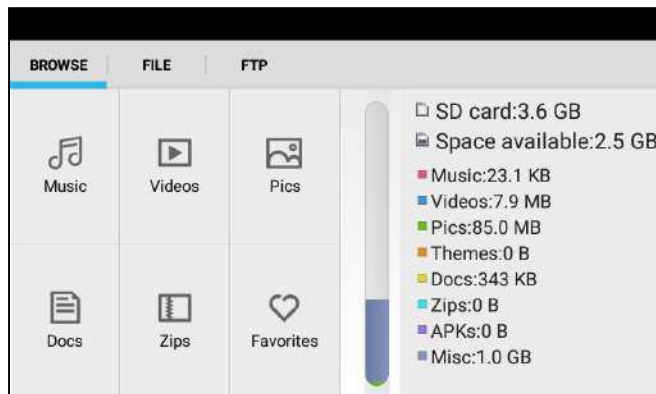 BROWSE FILE FTP
Music Videos Pics
Docs Zips Favorites
SD card:3.6 GB
Space available:2.5 GB
Music:23.1 KB
Videos:7.9 MB
Pics:85.0 MB
Themes:0 B
Docs:343 KB
Zips:0 B
APKs:0 B
Misc:1.0 GB